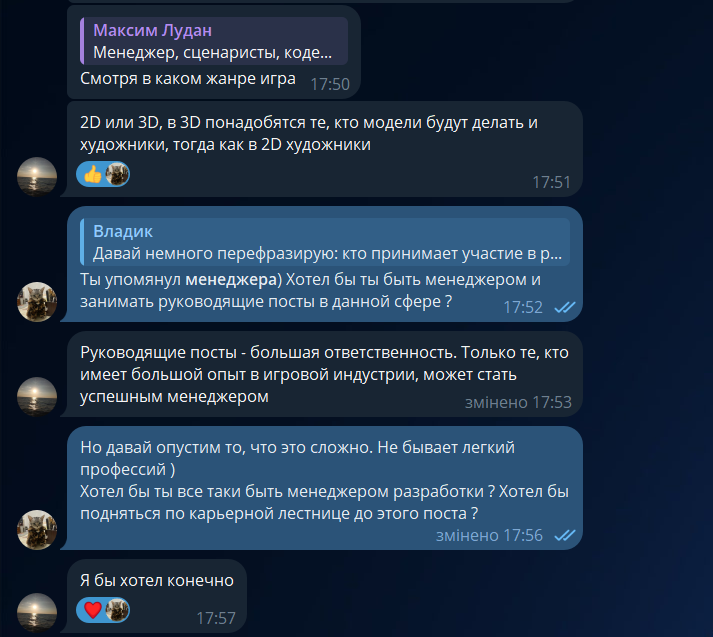 Максим Лудан
Менеджер, сценаристы, коде...
Смотря в каком жанре игра
17:50
2D или 3D, в 3D понадобятся те, кто модели будут делать и
художники, тогда как в 2D художники
17:51
Владик
Давай немного перефразирую: кто принимает участие в р...
Ты упомянул менеджера) Хотел бы ты быть менеджером и
занимать руководящие посты в данной сфере ?
17:52
Руководящие посты - большая ответственность. Только те, кто
имеет большой опыт в игровой индустрии, может стать
успешным менеджером
змінено 17:53
Но давай опустим то, что это сложно. Не бывает легкий
профессий )
Хотел бы ты все таки быть менеджером разработки ? Хотел бы
подняться по карьерной лестнице до этого поста ?
змінено 17:56
Я бы хотел конечно
17:57